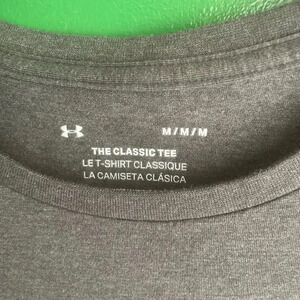 M/M/M
THE CLASSIC TEE
LE T-SHIRT CLASSIQUE
LA CAMISETA CLÁSICA